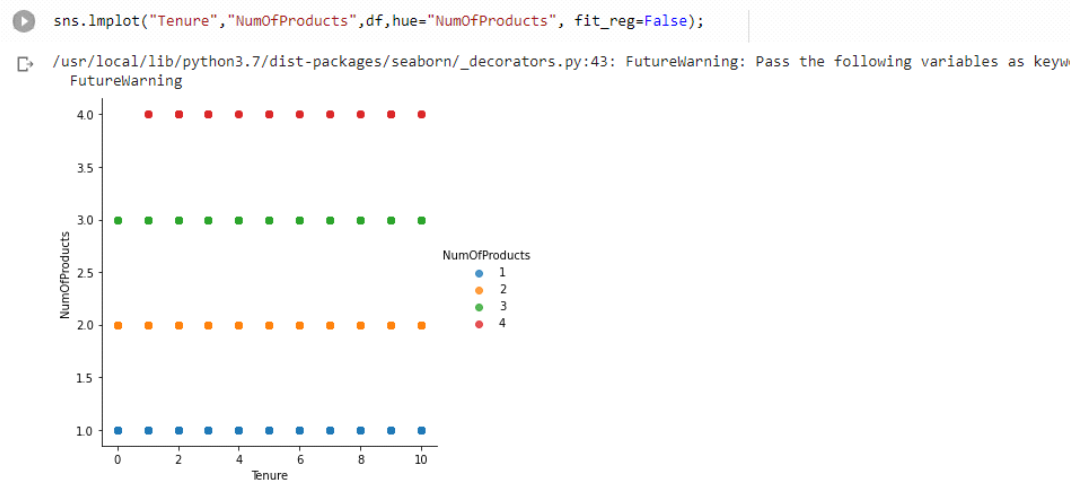 sns.lmplot("Tenure","NumOfProducts",df,hue="NumOfProducts", fit_reg=False);
/usr/local/lib/python3.7/dist-packages/seaborn/_decorators.py:43: FutureWarning: Pass the following variables as keyw
FutureWarning
4.0
3.5
3.0
2.5
2.0
1.5
1.0
NumOfProducts
0 2 4 6 8 10
Tenure
NumOfProducts
1
2
3
4